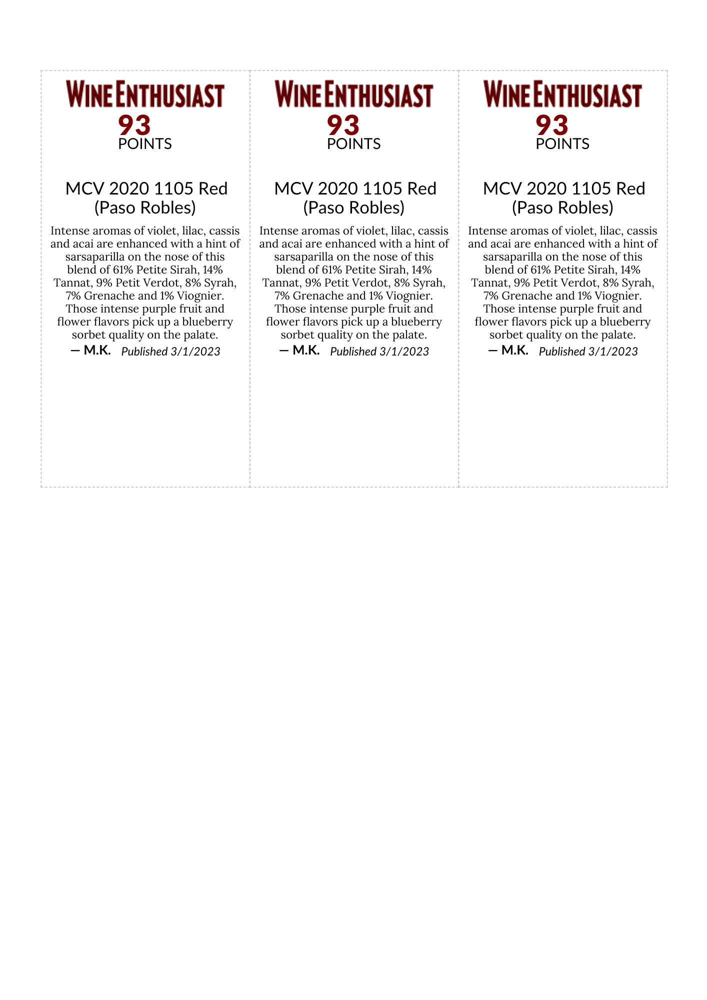 WINE ENTHUSIAST
93
POINTS
MCV 2020 1105 Red
(Paso Robles)
Intense aromas of violet, lilac, cassis
and acai are enhanced with a hint of
sarsaparilla on the nose of this
blend of 61% Petite Sirah, 14%
Tannat, 9% Petit Verdot, 8% Syrah,
7% Grenache and 1% Viognier.
Those intense purple fruit and
flower flavors pick up a blueberry
sorbet quality on the palate.
— M.K. Published 3/1/2023
WINE ENTHUSIAST
93
POINTS
MCV 2020 1105 Red
(Paso Robles)
Intense aromas of violet, lilac, cassis
and acai are enhanced with a hint of
sarsaparilla on the nose of this
blend of 61% Petite Sirah, 14%
Tannat, 9% Petit Verdot, 8% Syrah,
7% Grenache and 1% Viognier.
Those intense purple fruit and
flower flavors pick up a blueberry
sorbet quality on the palate.
— M.K. Published 3/1/2023
WINE ENTHUSIAST
93
POINTS
MCV 2020 1105 Red
(Paso Robles)
Intense aromas of violet, lilac, cassis
and acai are enhanced with a hint of
sarsaparilla on the nose of this
blend of 61% Petite Sirah, 14%
Tannat, 9% Petit Verdot, 8% Syrah,
7% Grenache and 1% Viognier.
Those intense purple fruit and
flower flavors pick up a blueberry
sorbet quality on the palate.
— M.K. Published 3/1/2023